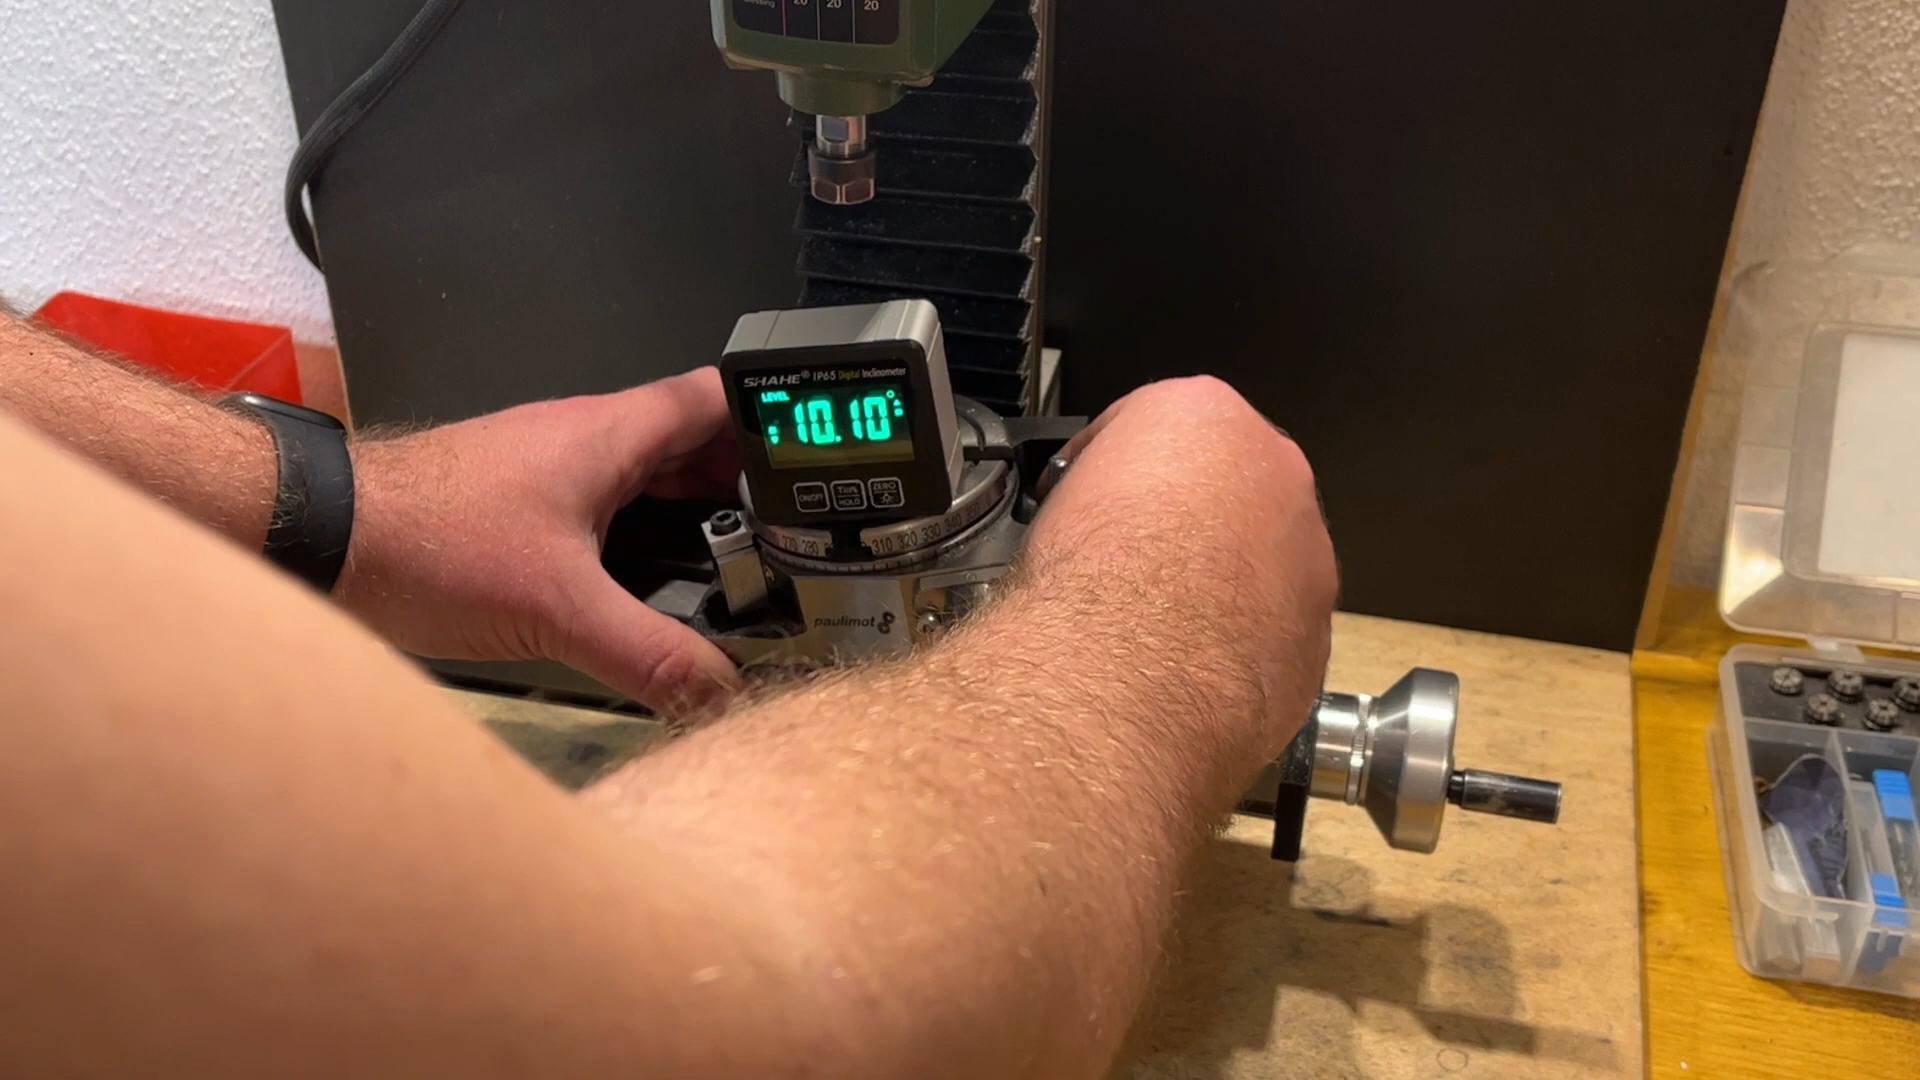 20 20 20
SHAHE® IP65 Digital Inclinometer
LEVEL
10.10°
ON/OFF
HOLD
ZERO
270 280 310 320 330 340
paulimot